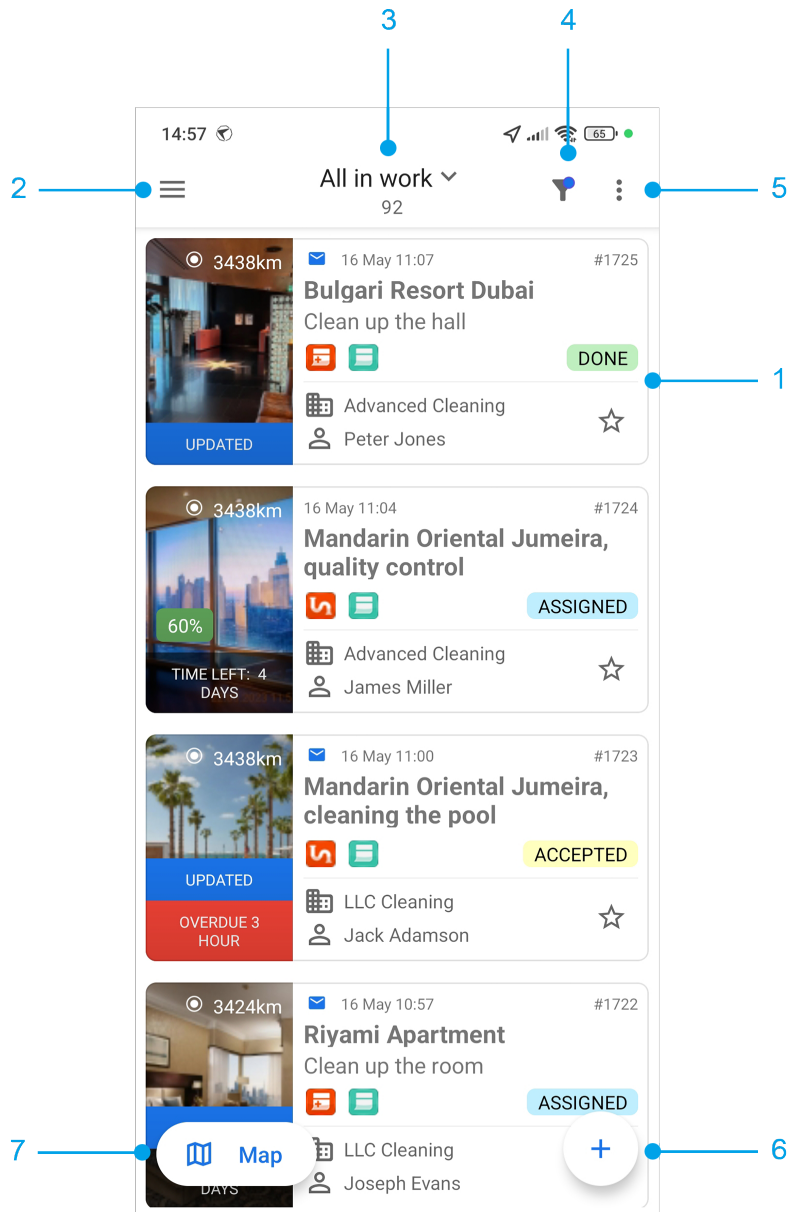 3
4
14:57
65
2
All in work
92
5
3438km
16 May 11:07
#1725
Bulgari Resort Dubai
Clean up the hall
DONE
1
Advanced Cleaning
Peter Jones
UPDATED
3438km
16 May 11:04
#1724
Mandarin Oriental Jumeira,
quality control
ASSIGNED
60%
TIME LEFT: 4
DAYS
Advanced Cleaning
James Miller
3438km
16 May 11:00
#1723
Mandarin Oriental Jumeira,
cleaning the pool
ACCEPTED
UPDATED
OVERDUE 3
HOUR
LLC Cleaning
Jack Adamson
3424km
16 May 10:57
#1722
Riyami Apartment
Clean up the room
ASSIGNED
7
Map
LLC Cleaning
+
6
DAYS
Joseph Evans